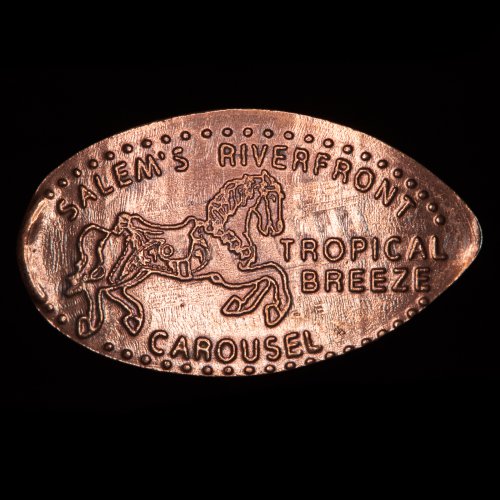 SALEM'S RIVERFRONT
TROPICAL
BREEZE
CAROUSEL